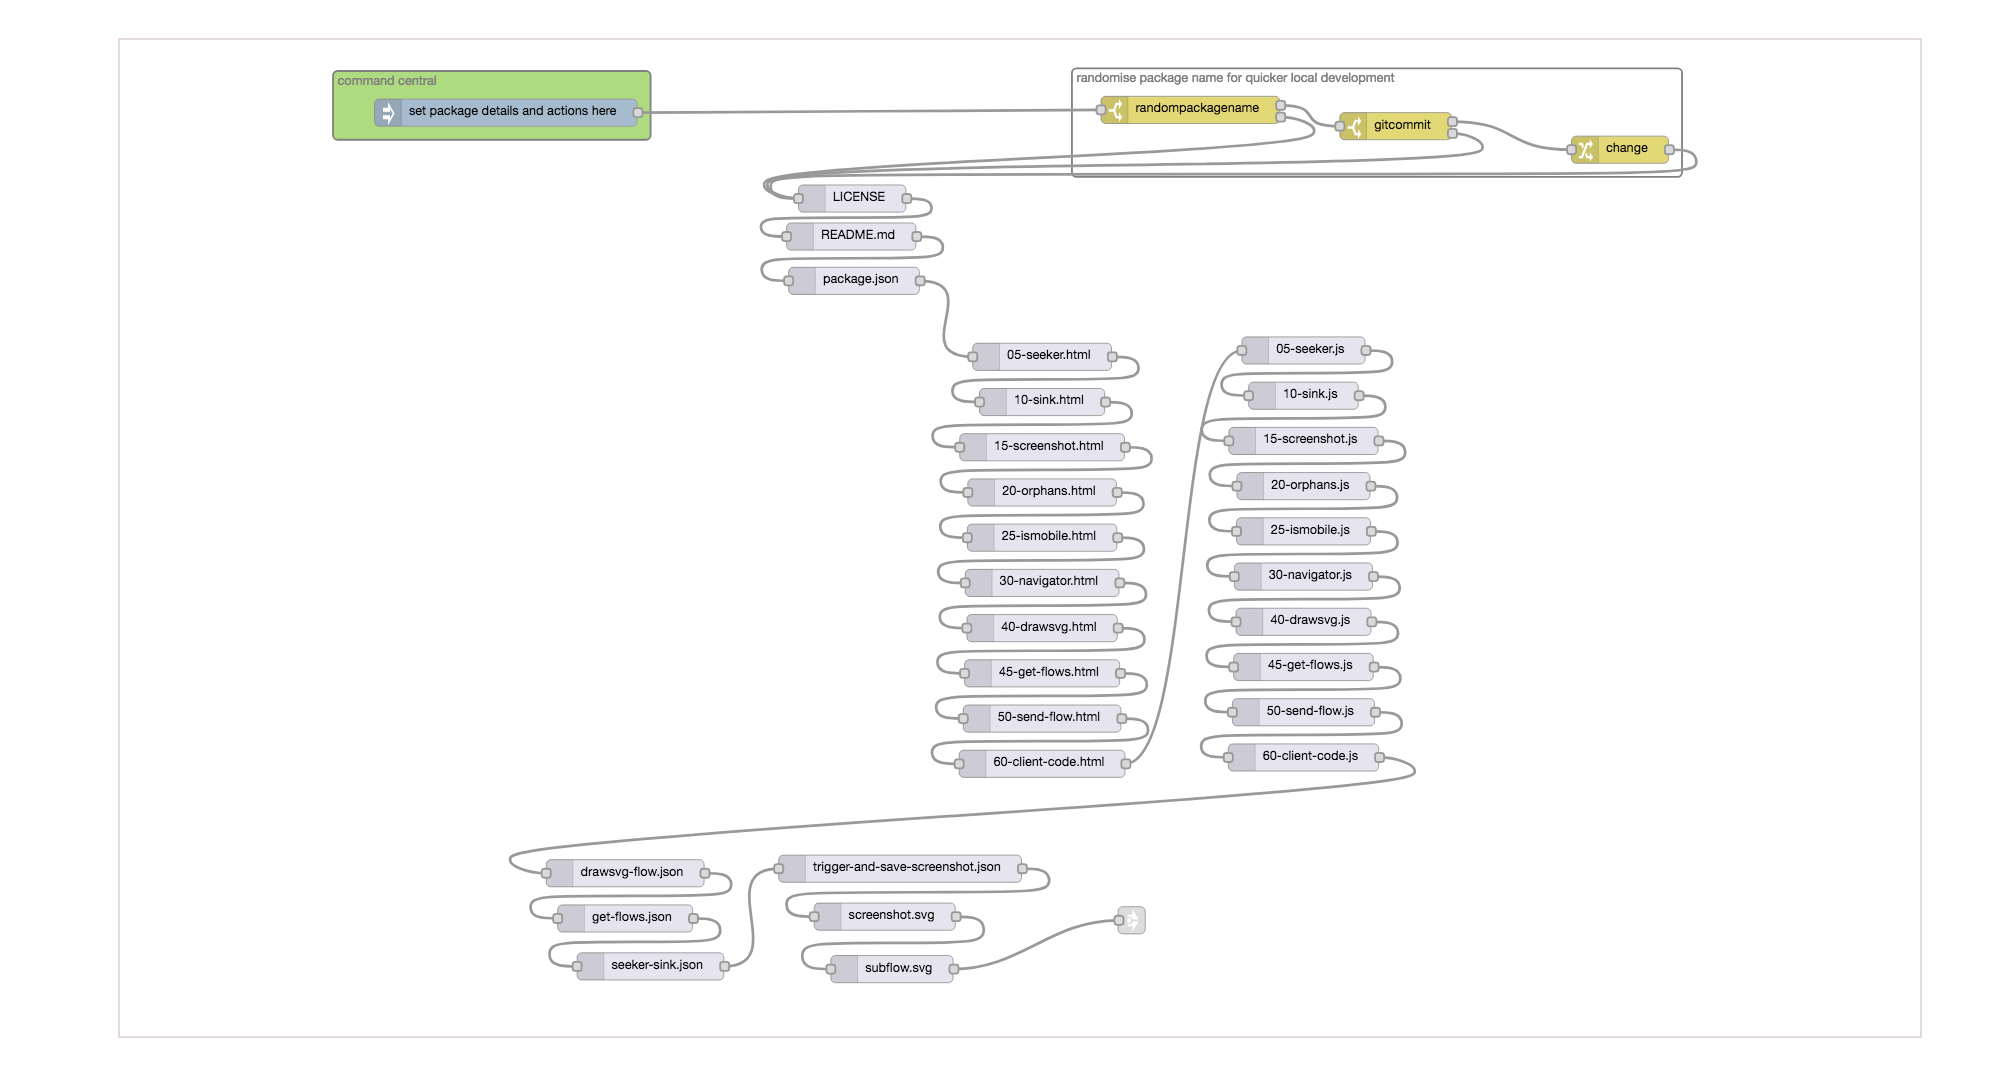 command central
set package details and actions here
randomise package name for quicker local development
randompackagename
gitcommit
change
LICENSE
README.md
package.json
05-seeker.html
10-sink.html
15-screenshot.html
20-orphans.html
25-ismobile.html
30-navigator.html
40-drawsvg.html
45-get-flows.html
50-send-flow.html
60-client-code.html
05-seeker.js
10-sink.js
15-screenshot.js
20-orphans.js
25-ismobile.js
30-navigator.js
40-drawsvg.js
45-get-flows.js
50-send-flow.js
60-client-code.js
drawsvg-flow.json
get-flows.json
seeker-sink.json
trigger-and-save-screenshot.json
screenshot.svg
subflow.svg